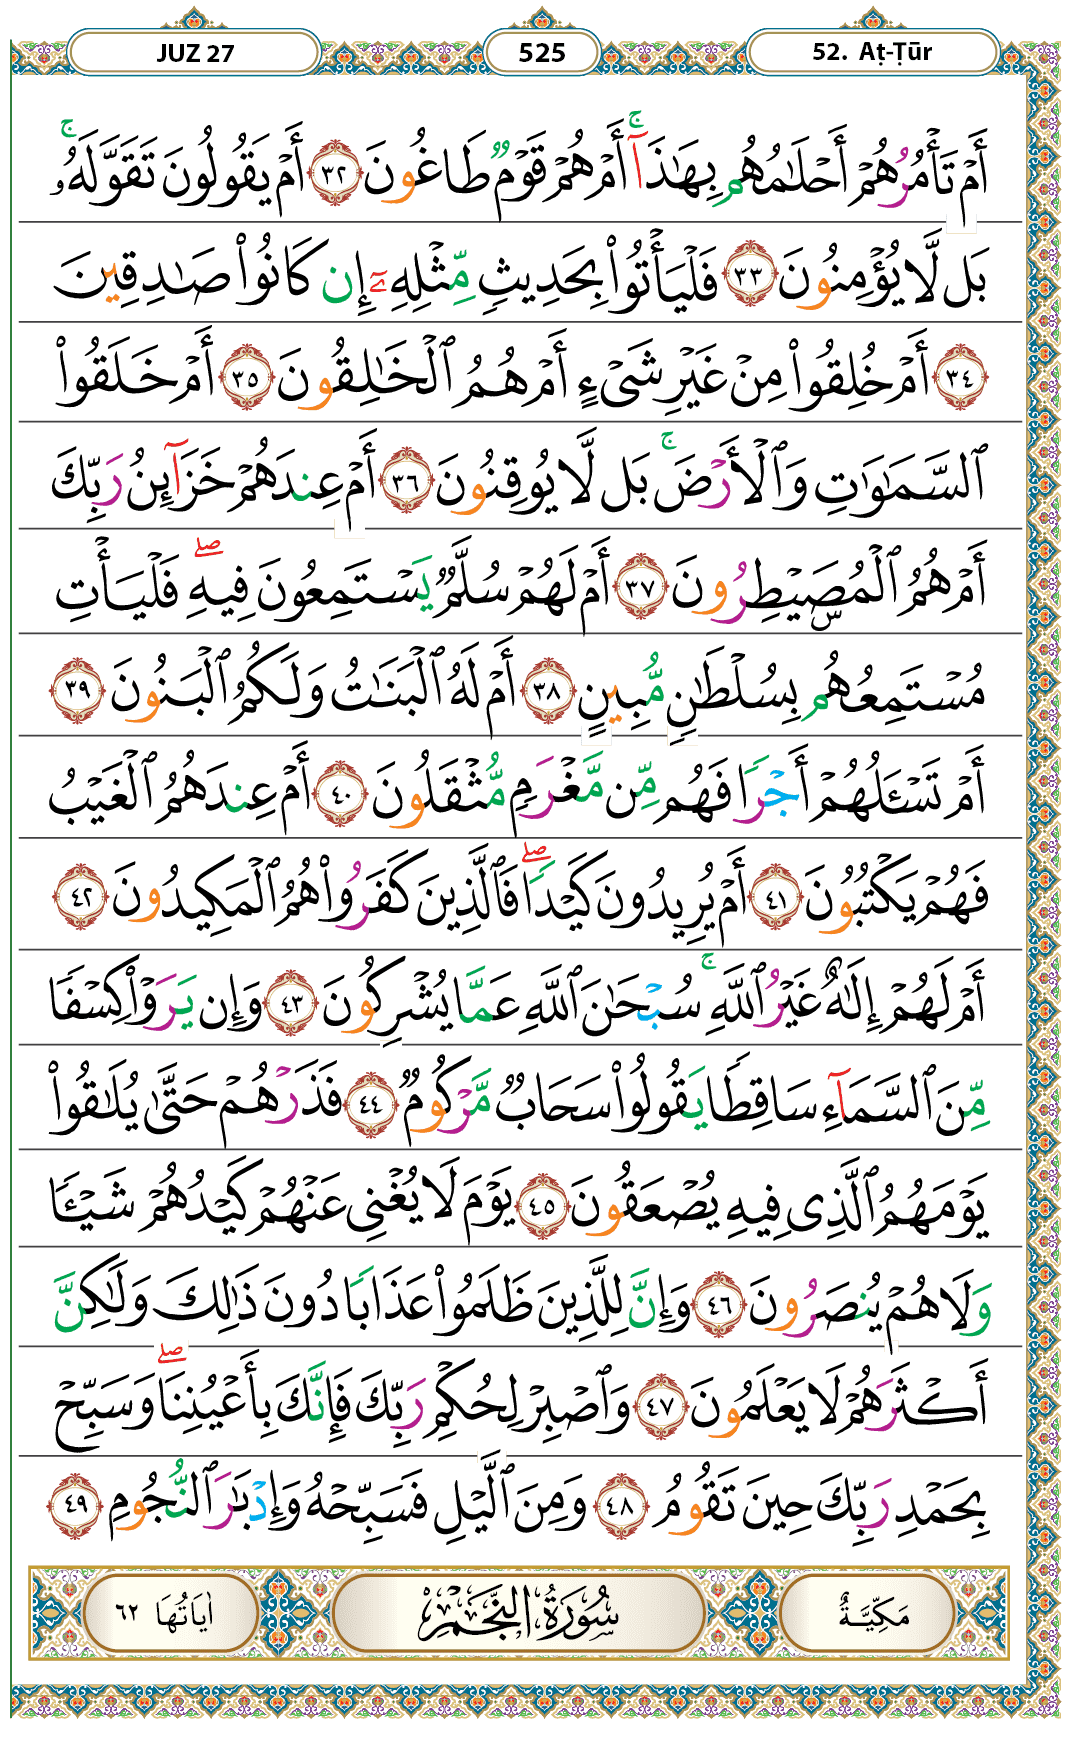 JUZ 27 525 52. Aṭ-Ṭūr
أَمْ تَأْمُرُهُمْ أَحْلَٰمُهُم بِهَٰذَآ ۚ أَمْ هُمْ قَوْمٌ طَاغُونَ ٣٢ أَمْ يَقُولُونَ تَقَوَّلَهُۥ ۚ
بَل لَّا يُؤْمِنُونَ ٣٣ فَلْيَأْتُوا۟ بِحَدِيثٍ مِّثْلِهِۦٓ إِن كَانُوا۟ صَٰدِقِينَ
٣٤ أَمْ خُلِقُوا۟ مِنْ غَيْرِ شَىْءٍ أَمْ هُمُ ٱلْخَٰلِقُونَ ٣٥ أَمْ خَلَقُوا۟
ٱلسَّمَٰوَٰتِ وَٱلْأَرْضَ ۚ بَل لَّا يُوقِنُونَ ٣٦ أَمْ عِندَهُمْ خَزَآئِنُ رَبِّكَ
أَمْ هُمُ ٱلْمُصَۣيْطِرُونَ ٣٧ أَمْ لَهُمْ سُلَّمٌ يَسْتَمِعُونَ فِيهِ ۖ فَلْيَأْتِ
مُسْتَمِعُهُم بِسُلْطَٰنٍ مُّبِينٍ ٣٨ أَمْ لَهُ ٱلْبَنَٰتُ وَلَكُمُ ٱلْبَنُونَ ٣٩
أَمْ تَسْـَٔلُهُمْ أَجْرًا فَهُم مِّن مَّغْرَمٍ مُّثْقَلُونَ ٤٠ أَمْ عِندَهُمُ ٱلْغَيْبُ
فَهُمْ يَكْتُبُونَ ٤١ أَمْ يُرِيدُونَ كَيْدًا ۖ فَٱلَّذِينَ كَفَرُوا۟ هُمُ ٱلْمَكِيدُونَ ٤٢
أَمْ لَهُمْ إِلَٰهٌ غَيْرُ ٱللَّهِ ۚ سُبْحَٰنَ ٱللَّهِ عَمَّا يُشْرِكُونَ ٤٣ وَإِن يَرَوْا۟ كِسْفًا
مِّنَ ٱلسَّمَآءِ سَاقِطًا يَقُولُوا۟ سَحَابٌ مَّرْكُومٌ ٤٤ فَذَرْهُمْ حَتَّىٰ يُلَٰقُوا۟
يَوْمَهُمُ ٱلَّذِى فِيهِ يُصْعَقُونَ ٤٥ يَوْمَ لَا يُغْنِى عَنْهُمْ كَيْدُهُمْ شَيْـًٔا
وَلَا هُمْ يُنصَرُونَ ٤٦ وَإِنَّ لِلَّذِينَ ظَلَمُوا۟ عَذَابًا دُونَ ذَٰلِكَ وَلَٰكِنَّ
أَكْثَرَهُمْ لَا يَعْلَمُونَ ٤٧ وَٱصْبِرْ لِحُكْمِ رَبِّكَ فَإِنَّكَ بِأَعْيُنِنَا ۖ وَسَبِّحْ
بِحَمْدِ رَبِّكَ حِينَ تَقُومُ ٤٨ وَمِنَ ٱلَّيْلِ فَسَبِّحْهُ وَإِدْبَٰرَ ٱلنُّجُومِ ٤٩
مَكِّيَّةٌ سُورَةُ النَّجْمِ اٰيَاتُهَا ٦٢